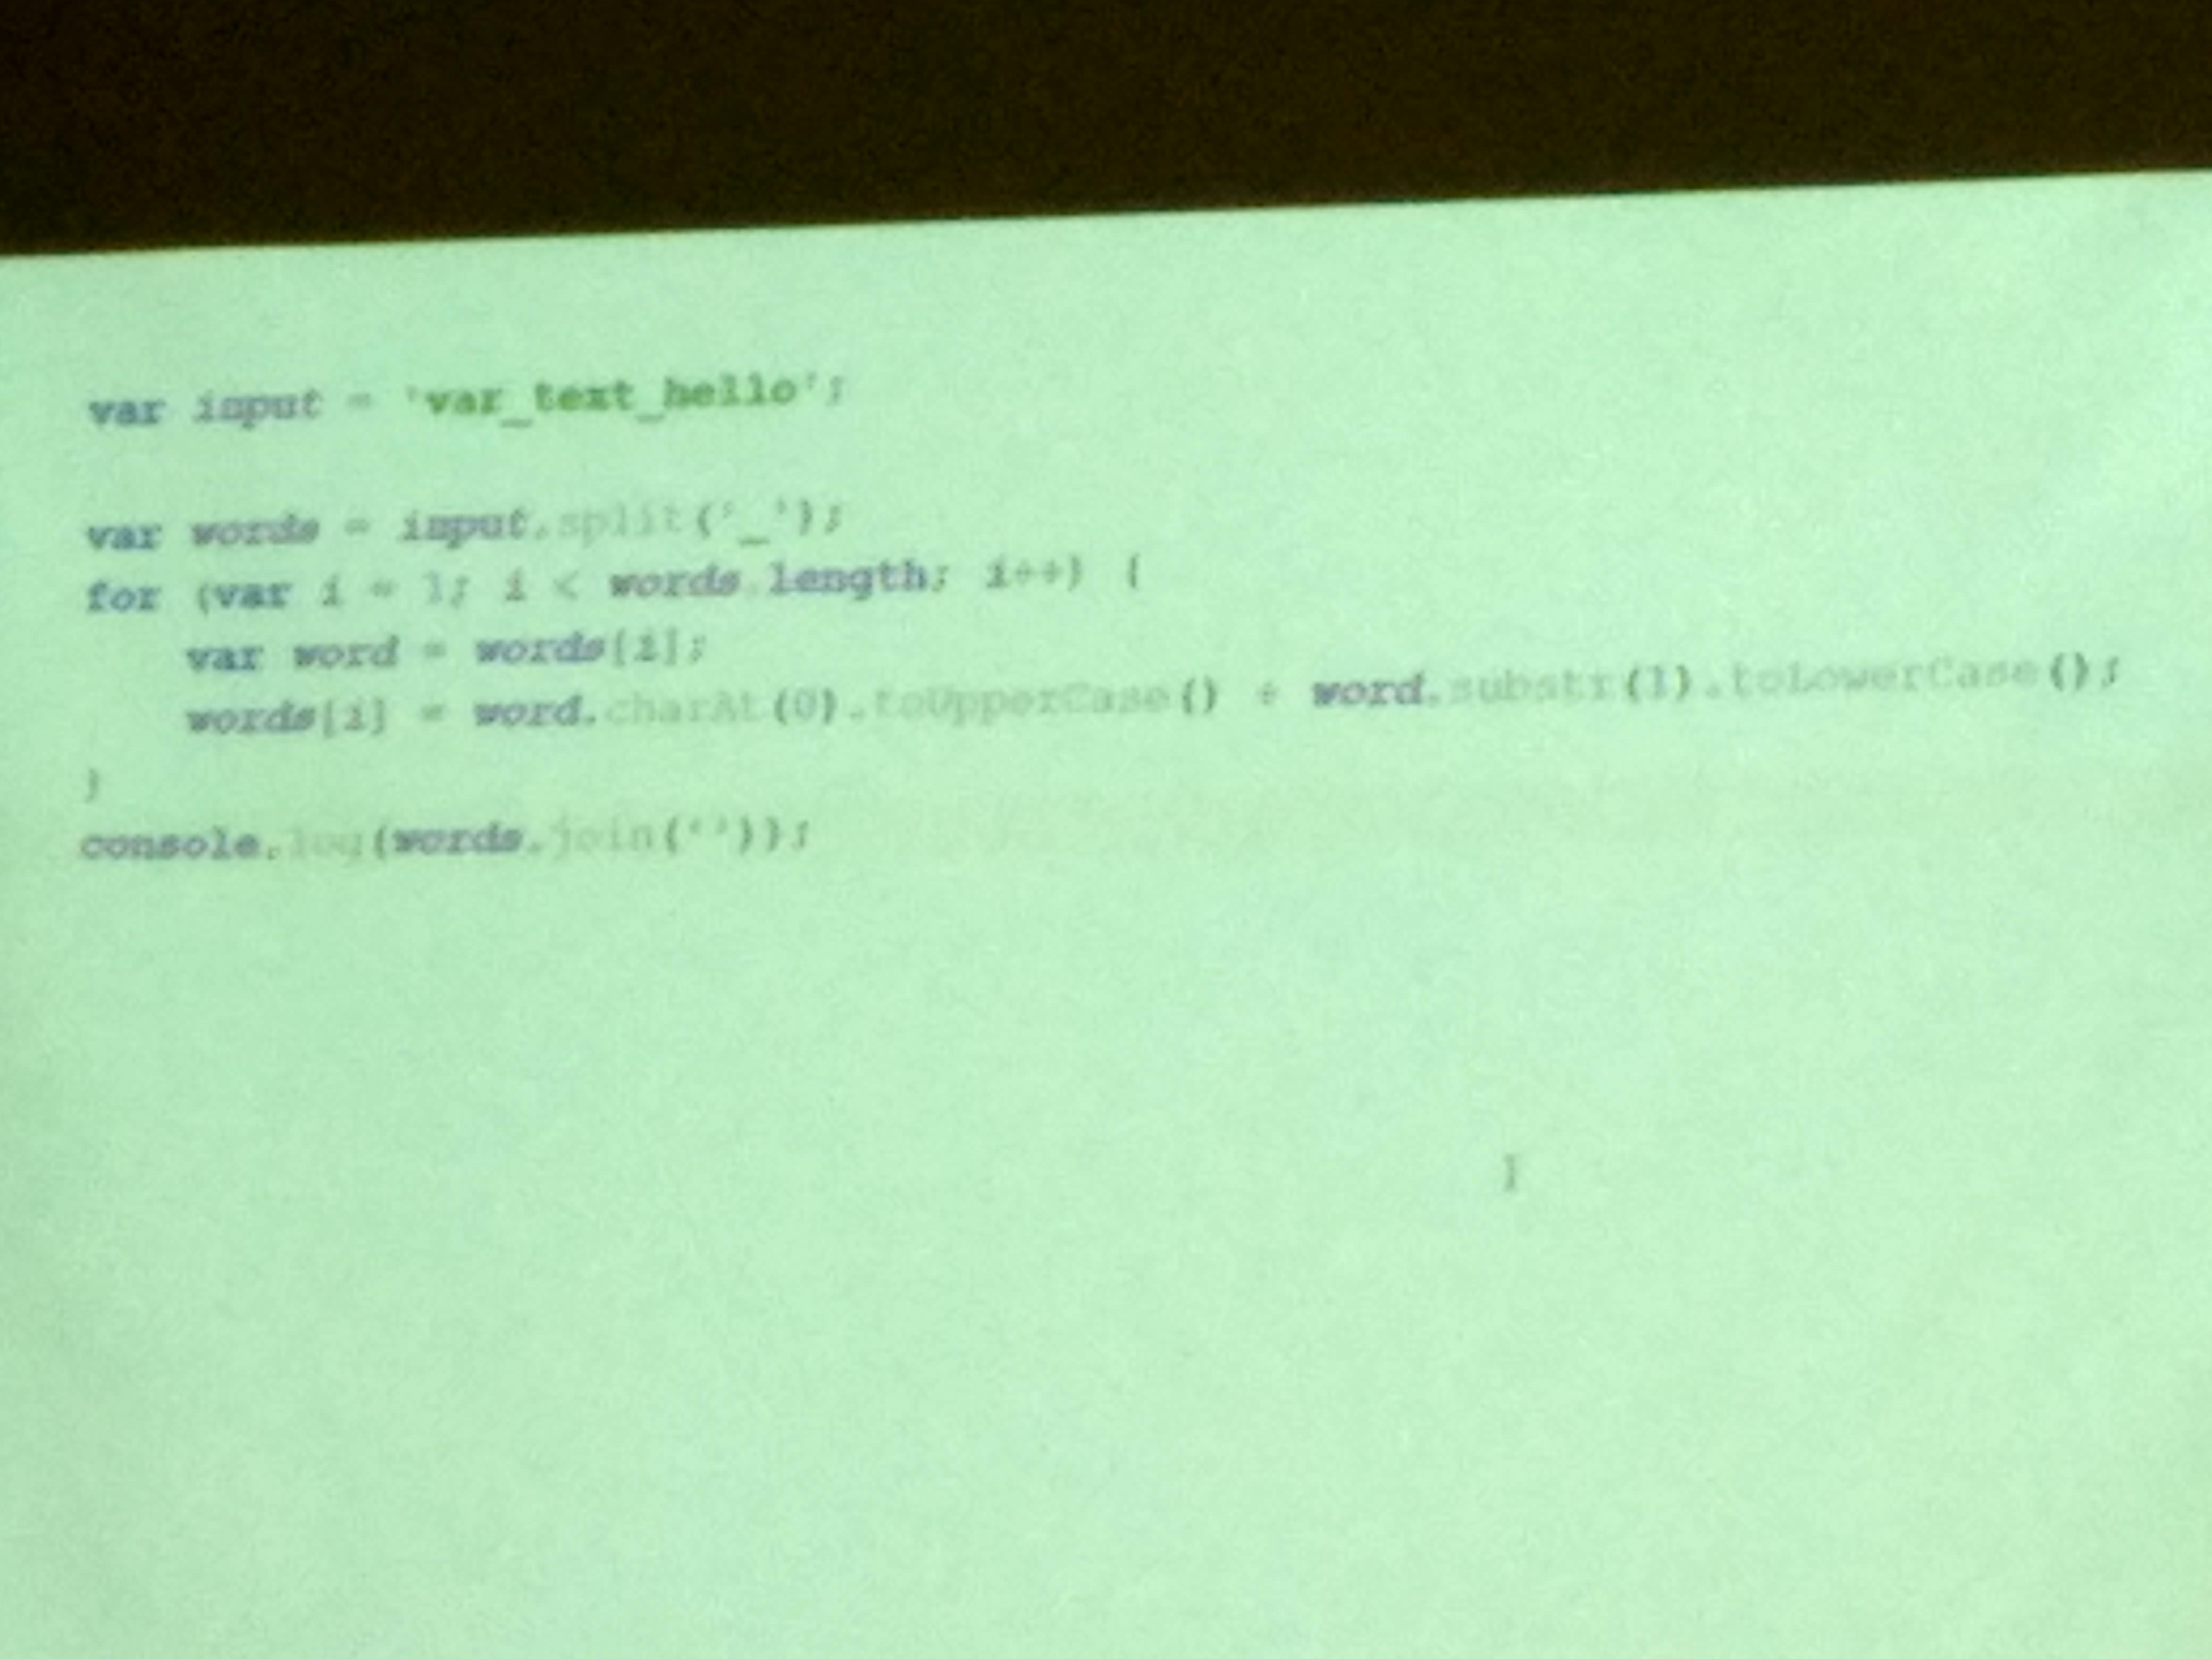 var input = 'var_text_hello';
var words = input.split('_');
for (var i = 1; i < words.length; i++) {
var word = words[i];
words[i] = word.charAt(0).toUpperCase() + word.substr(1).toLowerCase();
}
console.log(words.join(''));